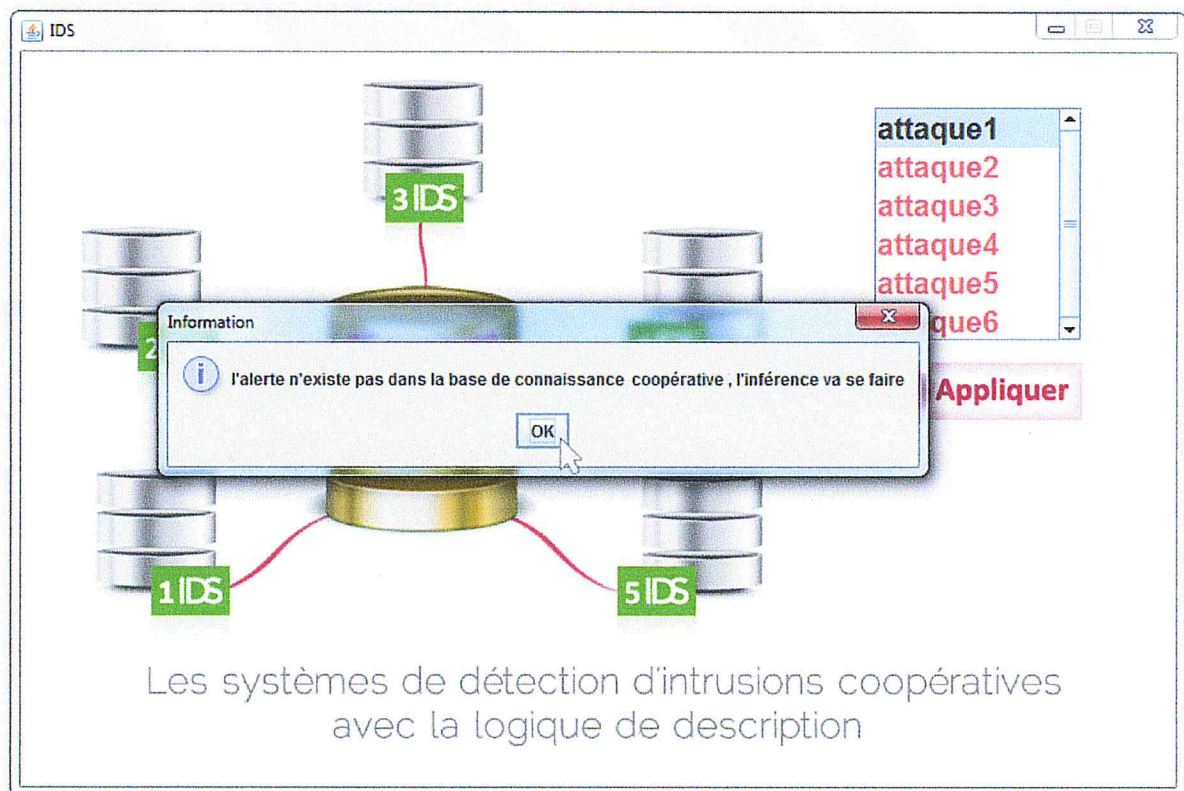 IDS
attaque1
attaque2
attaque3
attaque4
attaque5
que6
3 IDS
2
Information
l'alerte n'existe pas dans la base de connaissance coopérative , l'inférence va se faire
OK
Appliquer
1 IDS
5 IDS
Les systèmes de détection d'intrusions coopératives
avec la logique de description